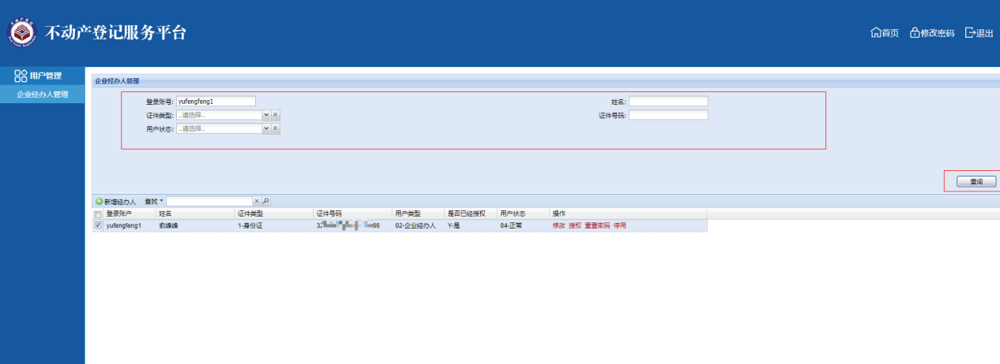 不动产登记服务平台
首页 修改密码 退出
用户管理
企业经办人管理
企业经办人管理
登录账号: yufengfeng1 姓名:
证件类型: ..请选择.. 证件号码:
用户状态: ..请选择..
查询
新增经办人 查找
登录账户 姓名 证件类型 证件号码 用户类型 是否已经授权 用户状态 操作
yufengfeng1 俞峰峰 1-身份证 32 66 02-企业经办人 Y-是 04-正常 修改 授权 重置密码 停用